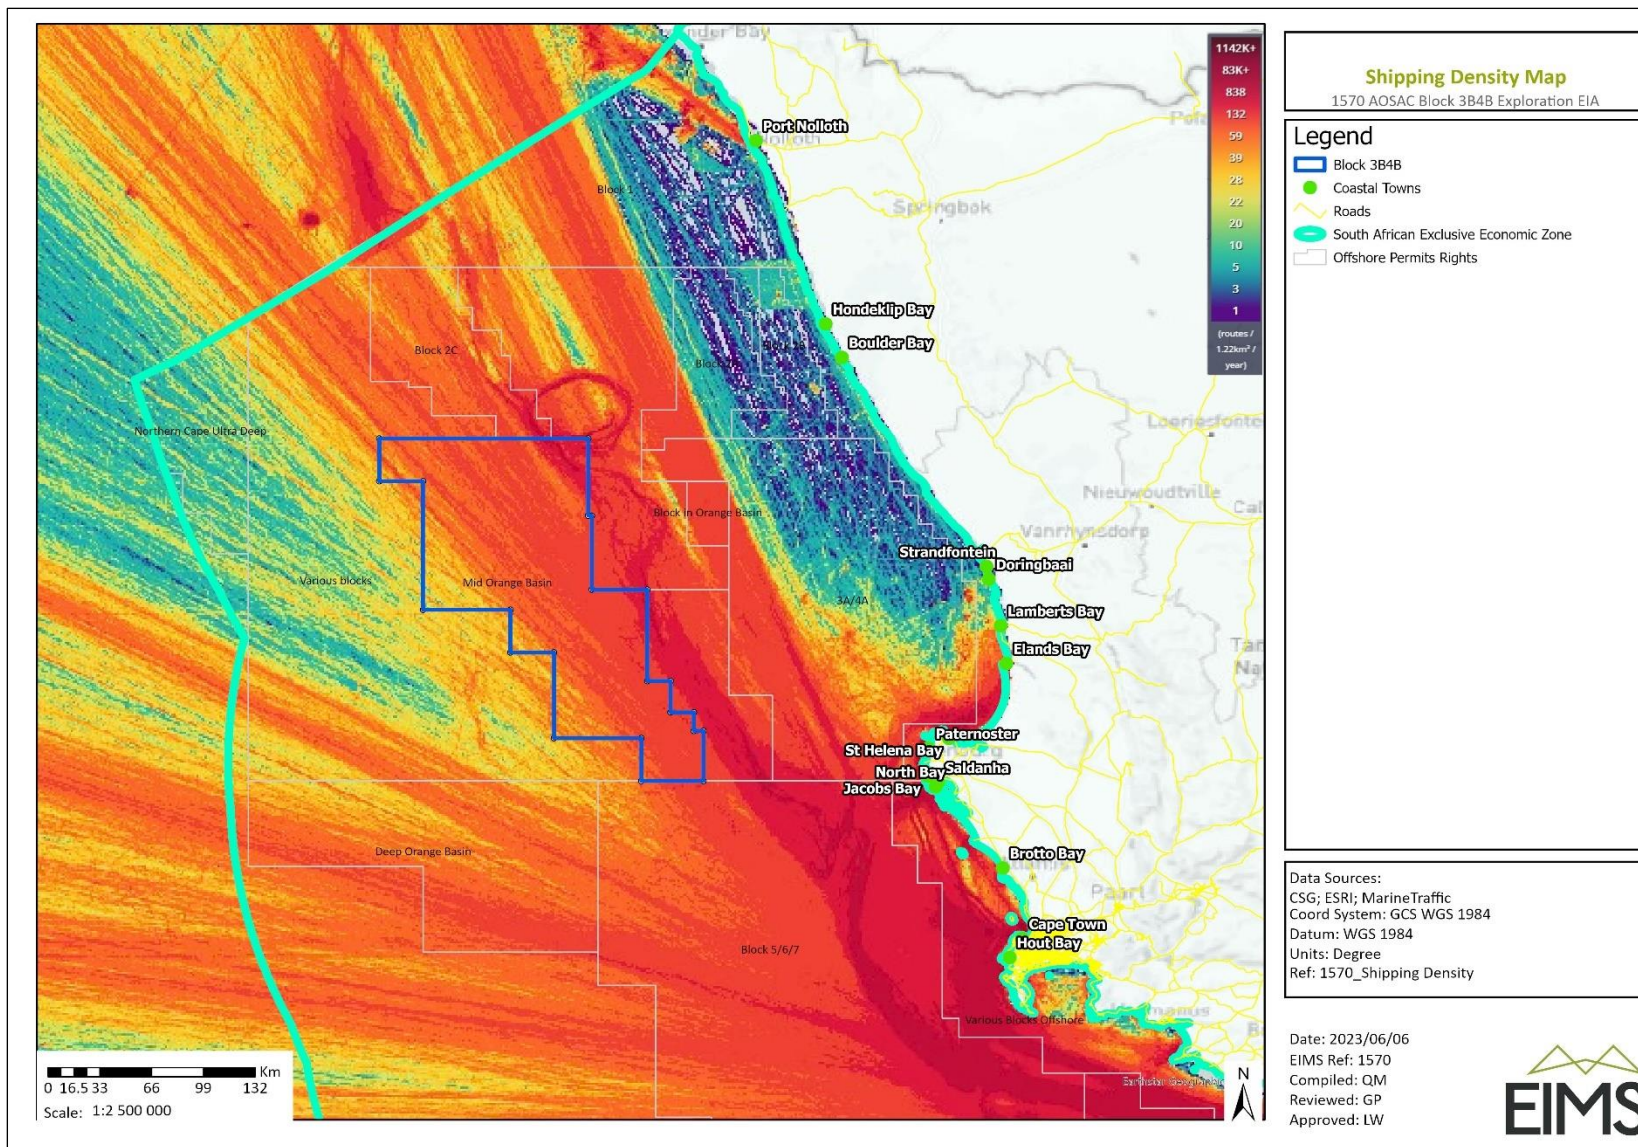 Shipping Density Map
1570 AOSAC Block 3B4B Exploration EIA
Legend
Block 3B4B
Coastal Towns
Roads
South African Exclusive Economic Zone
Offshore Permits Rights
1142K+
83K+
838
132
59
39
28
22
20
10
5
3
1
(routes /
1.22km² /
year)
Port Nolloth
Block 1
Springbok
Hondeklip Bay
Boulder Bay
Block 2C
Northern Cape Ultra Deep
Loeriesfonte
Nieuwoudtville
Vanrhynsdorp
Block in Orange Basin
Strandfontein
Doringbaai
Various blocks
Mid Orange Basin
3A/4A
Lamberts Bay
Elands Bay
Paternoster
St Helena Bay
North Bay
Saldanha
Jacobs Bay
Deep Orange Basin
Brotto Bay
Paarl
Cape Town
Hout Bay
Block 5/6/7
Various Blocks Offshore
Km
0 16.5 33 66 99 132
Scale: 1:2 500 000
N
Data Sources:
CSG; ESRI; MarineTraffic
Coord System: GCS WGS 1984
Datum: WGS 1984
Units: Degree
Ref: 1570_Shipping Density
Date: 2023/06/06
EIMS Ref: 1570
Compiled: QM
Reviewed: GP
Approved: LW
EIMS